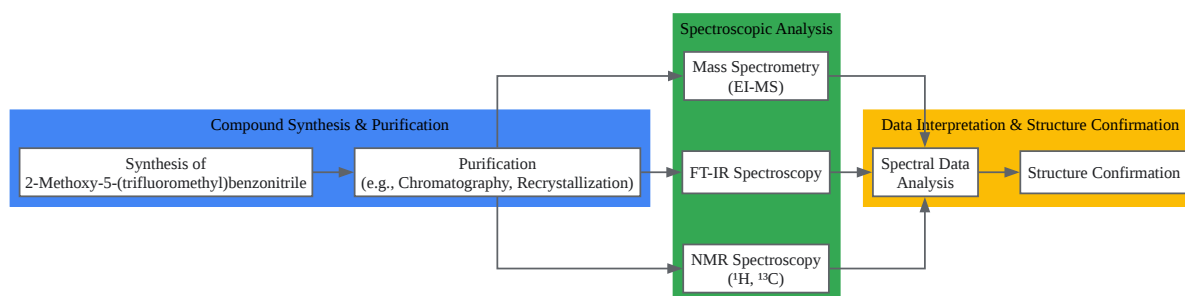 Spectroscopic Analysis
Mass Spectrometry
(EI-MS)
Compound Synthesis & Purification
Data Interpretation & Structure Confirmation
Synthesis of
2-Methoxy-5-(trifluoromethyl)benzonitrile
Purification
(e.g., Chromatography, Recrystallization)
FT-IR Spectroscopy
Spectral Data
Analysis
Structure Confirmation
NMR Spectroscopy
(¹H, ¹³C)